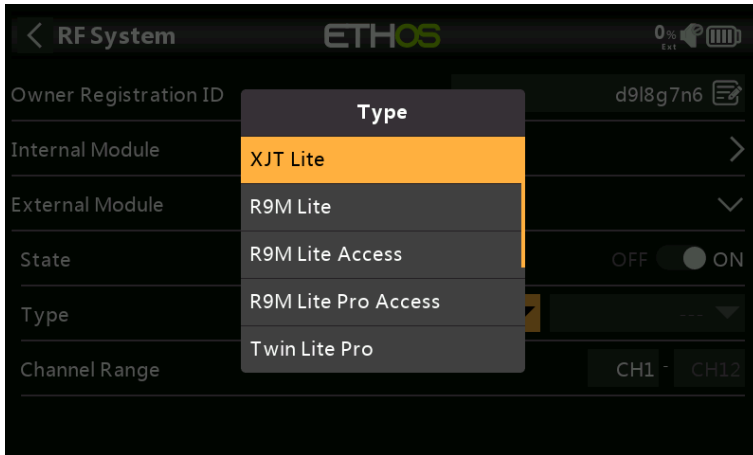 RF System
ETHOS
0%
Ext
Owner Registration ID
d9l8g7n6
Type
Internal Module
XJT Lite
External Module
R9M Lite
State
R9M Lite Access
OFF ON
Type
R9M Lite Pro Access
---
Twin Lite Pro
Channel Range
CH1 - CH12